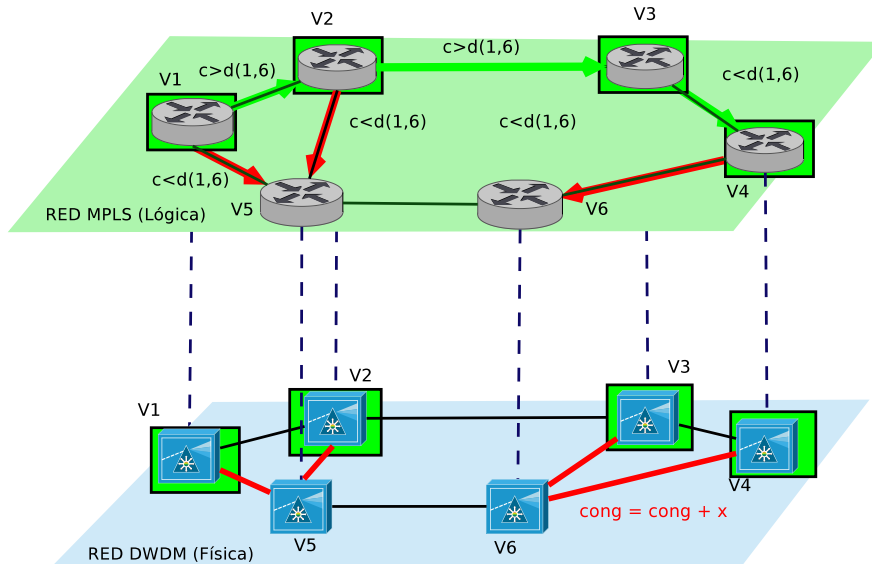 V2
V3
c>d(1,6)
c>d(1,6)
c<d(1,6)
V1
c<d(1,6)
c<d(1,6)
c<d(1,6)
V4
V5
V6
RED MPLS (Lógica)
V3
V2
V1
V4
cong = cong + x
V5
V6
RED DWDM (Física)